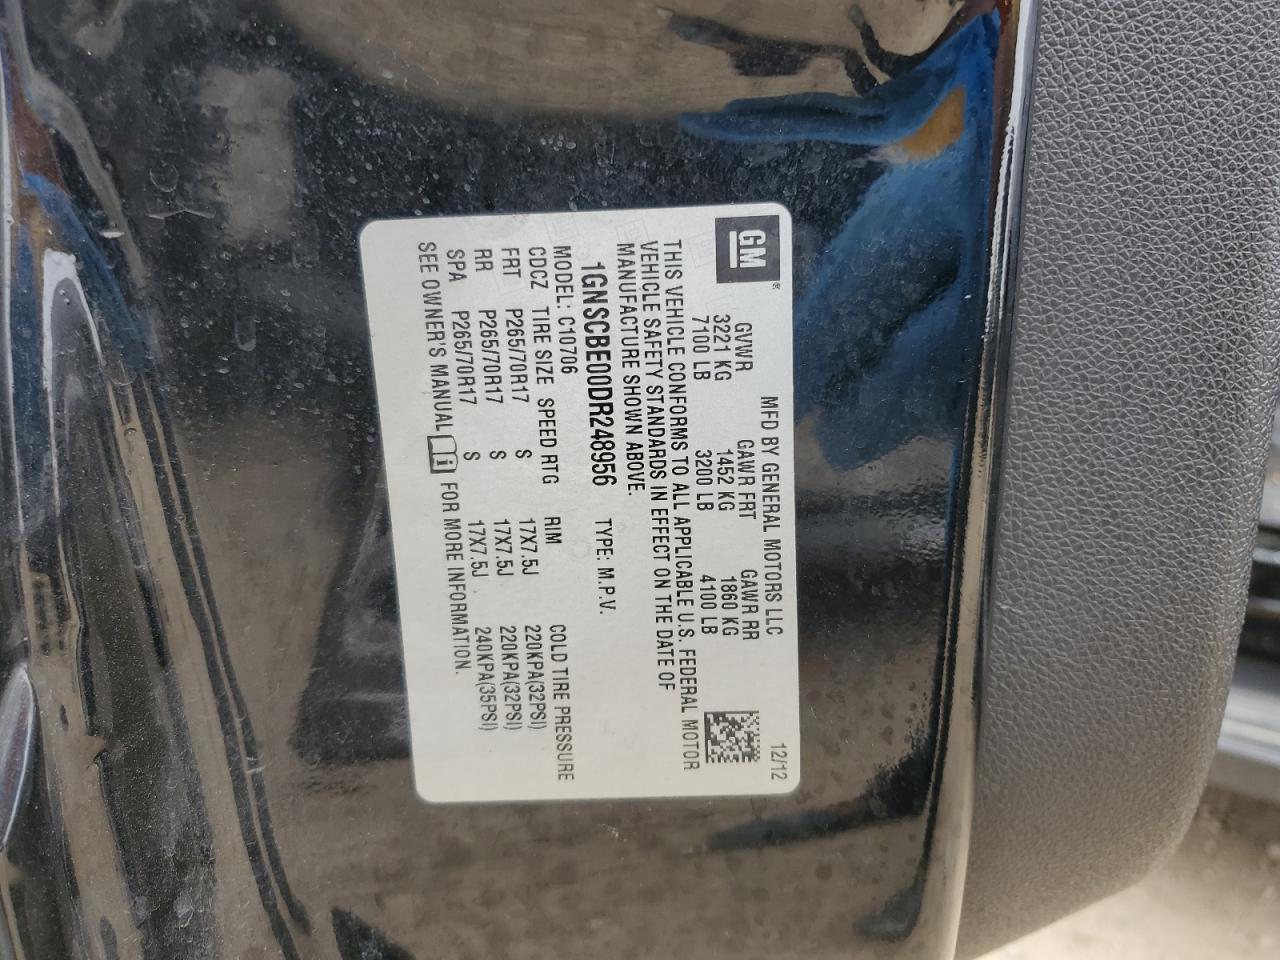 GM ®
MFD BY GENERAL MOTORS LLC 12/12
GVWR GAWR FRT GAWR RR
3221 KG 1452 KG 1860 KG
7100 LB 3200 LB 4100 LB
THIS VEHICLE CONFORMS TO ALL APPLICABLE U.S. FEDERAL MOTOR
VEHICLE SAFETY STANDARDS IN EFFECT ON THE DATE OF
MANUFACTURE SHOWN ABOVE.
1GNSCBE00DR248956 TYPE: M.P.V.
MODEL: C10706
CDCZ TIRE SIZE SPEED RTG RIM COLD TIRE PRESSURE
FRT P265/70R17 S 17X7.5J 220KPA(32PSI)
RR P265/70R17 S 17X7.5J 220KPA(32PSI)
SPA P265/70R17 S 17X7.5J 240KPA(35PSI)
SEE OWNER'S MANUAL i FOR MORE INFORMATION.